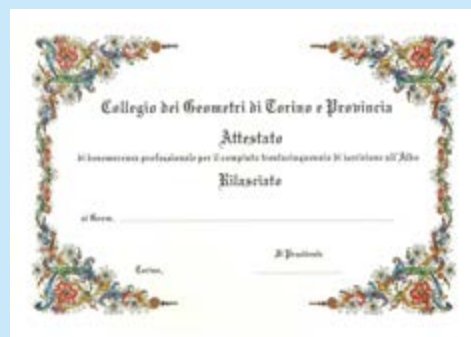 Collegio dei Geometri di Torino e Provincia
Attestato
di benemerenza professionale per il compiuto trentacinquennio di iscrizione all'Albo
Rilasciato
al Geom.
Il Presidente
Torino,